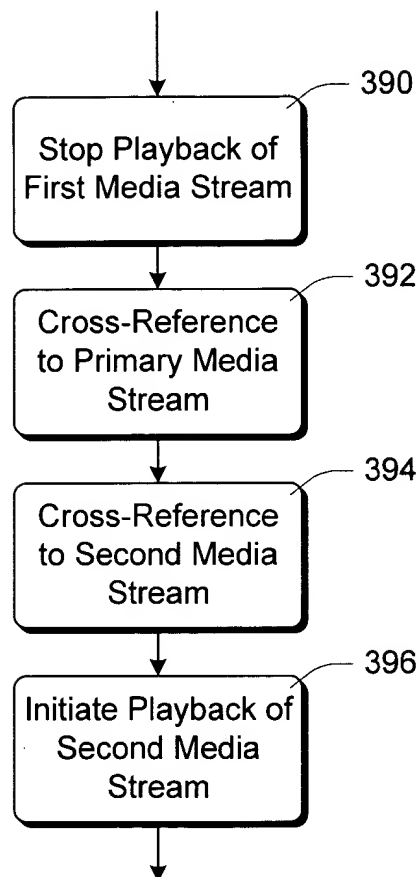 390
Stop Playback of
First Media Stream
392
Cross-Reference
to Primary Media
Stream
394
Cross-Reference
to Second Media
Stream
396
Initiate Playback of
Second Media
Stream